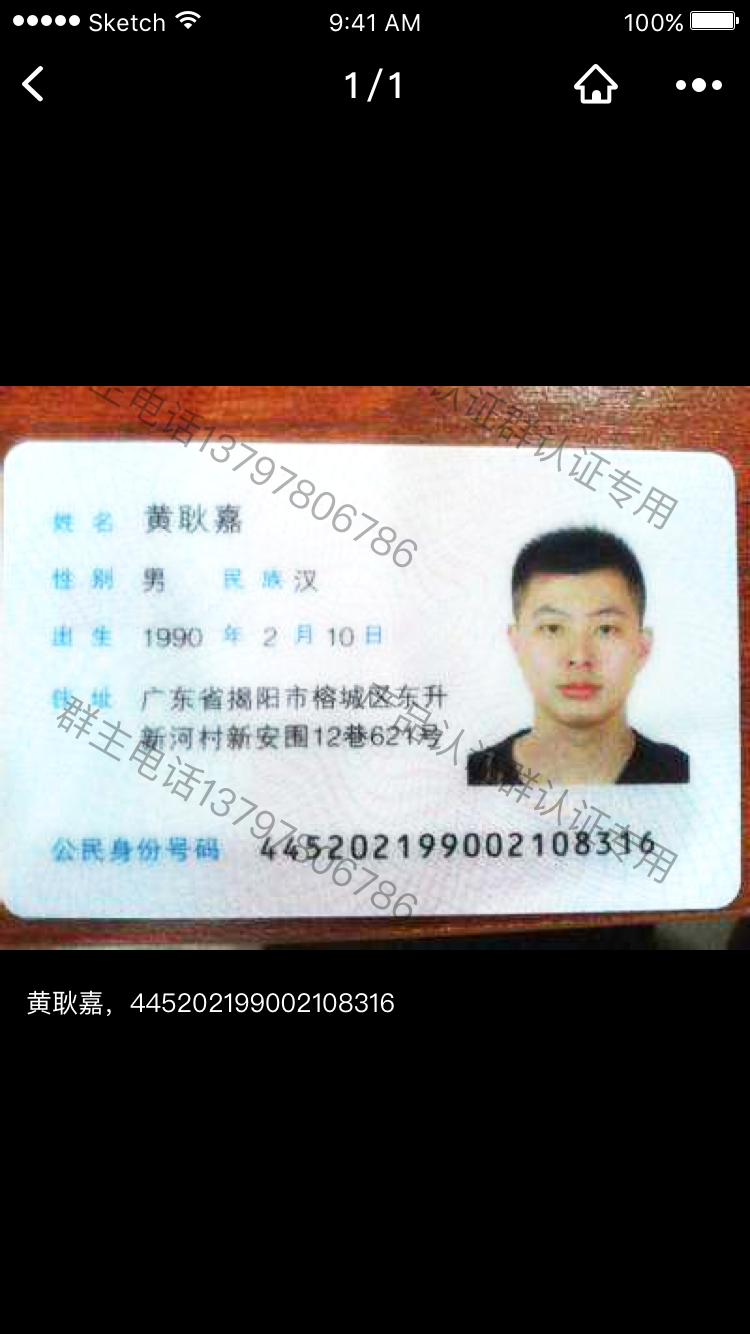 Sketch 9:41 AM 100%
1/1
主电话13797806786
认证群认证专用
姓名 黄耿嘉
性别 男 民族 汉
出生 1990 年 2 月 10 日
住址 广东省揭阳市榕城区东升
新河村新安围12巷621号
群主电话13797806786
品认证群认证专用
公民身份号码 445202199002108316
黄耿嘉，445202199002108316